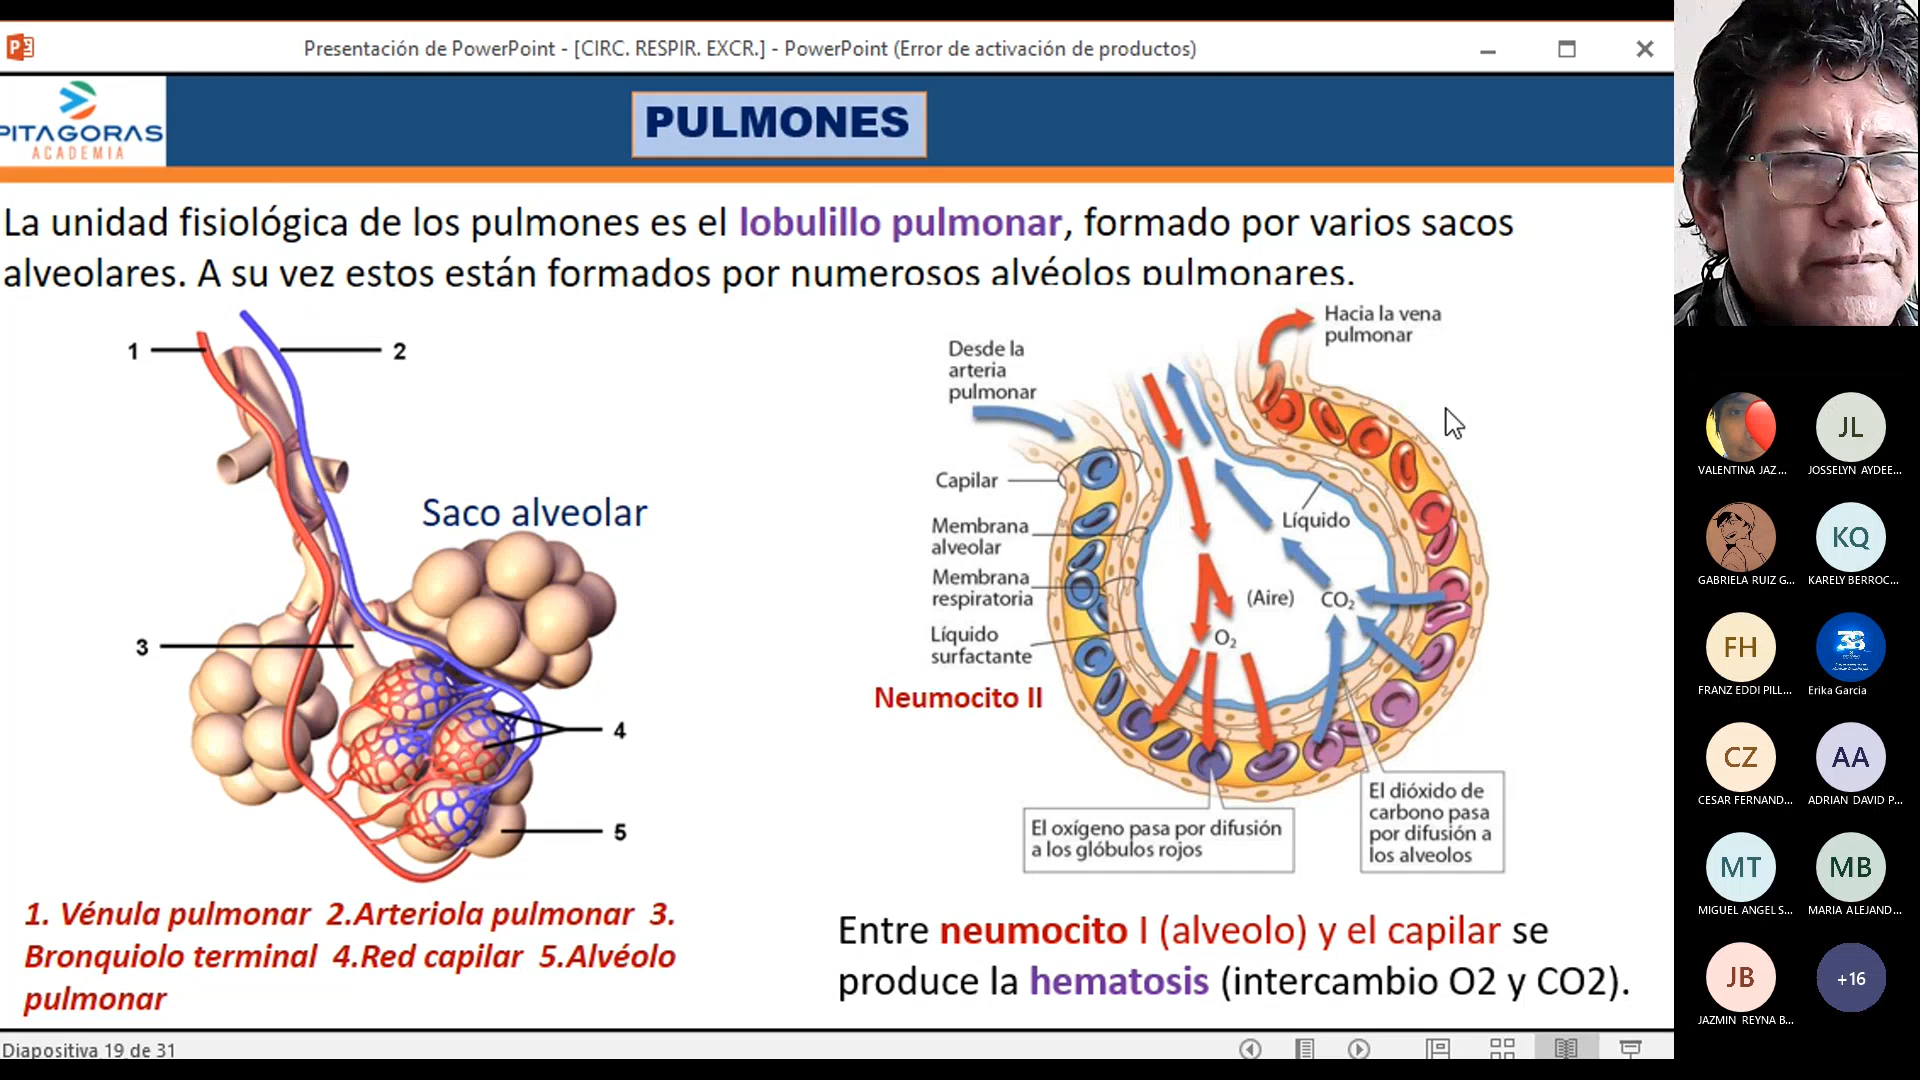 Presentación de PowerPoint - [CIRC. RESPIR. EXCR.] - PowerPoint (Error de activación de productos)
PITAGORAS
ACADEMIA
PULMONES
La unidad fisiológica de los pulmones es el lobulillo pulmonar, formado por varios sacos
alveolares. A su vez estos están formados por numerosos alvéolos pulmonares.
1
2
Saco alveolar
3
4
5
Hacia la vena
pulmonar
Desde la
arteria
pulmonar
Capilar
Membrana
alveolar
Membrana
respiratoria
Líquido
surfactante
Neumocito II
Líquido
(Aire)
CO₂
O₂
El oxígeno pasa por difusión
a los glóbulos rojos
El dióxido de
carbono pasa
por difusión a
los alveolos
1. Vénula pulmonar 2.Arteriola pulmonar 3.
Bronquiolo terminal 4.Red capilar 5.Alvéolo
pulmonar
Entre neumocito I (alveolo) y el capilar se
produce la hematosis (intercambio O2 y CO2).
Diapositiva 19 de 31
VALENTINA JAZ...
JL
JOSSELYN AYDEE...
GABRIELA RUIZ G...
KQ
KARELY BERROC...
FH
FRANZ EDDI PILL...
38
Erika Garcia
CZ
CESAR FERNAND...
AA
ADRIAN DAVID P...
MT
MIGUEL ANGEL S...
MB
MARIA ALEJAND...
JB
JAZMIN REYNA B...
+16